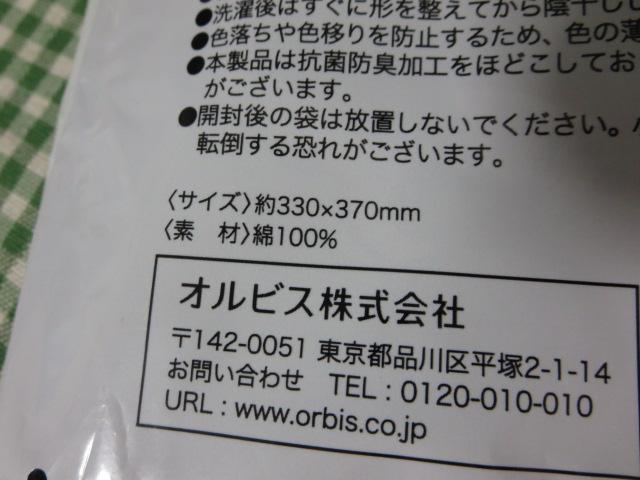 ●洗濯後はすぐに形を整えてから陰干しし
●色落ちや色移りを防止するため、色の薄
●本製品は抗菌防臭加工をほどこしてお
がございます。
●開封後の袋は放置しないでください。
転倒する恐れがございます。
〈サイズ〉約330×370mm
〈素　材〉綿100%
オルビス株式会社
〒142-0051 東京都品川区平塚2-1-14
お問い合わせ　TEL：0120-010-010
URL：www.orbis.co.jp